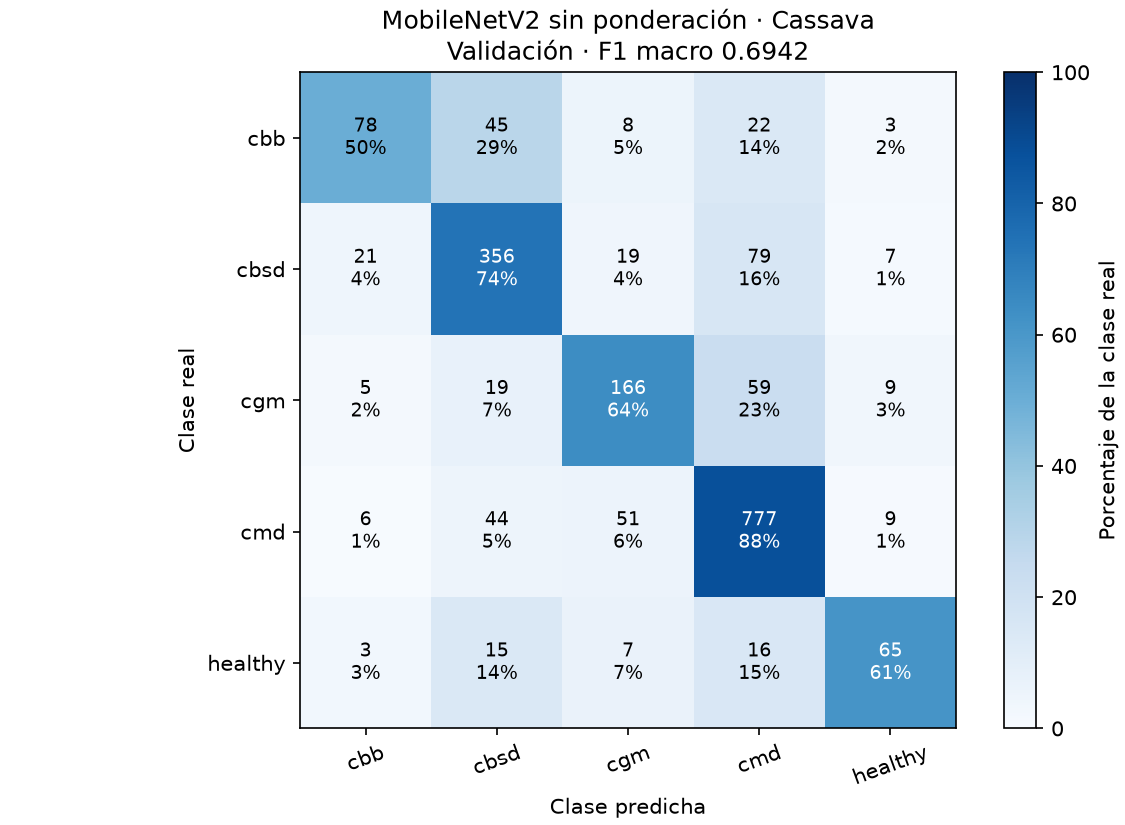 MobileNetV2 sin ponderación · Cassava
Validación · F1 macro 0.6942
Clase real
cbb
78 45 8 22 3
50% 29% 5% 14% 2%
cbsd
21 356 19 79 7
4% 74% 4% 16% 1%
cgm
5 19 166 59 9
2% 7% 64% 23% 3%
cmd
6 44 51 777 9
1% 5% 6% 88% 1%
healthy
3 15 7 16 65
3% 14% 7% 15% 61%
cbb cbsd cgm cmd healthy
Clase predicha
100
80
60
40
20
0
Porcentaje de la clase real